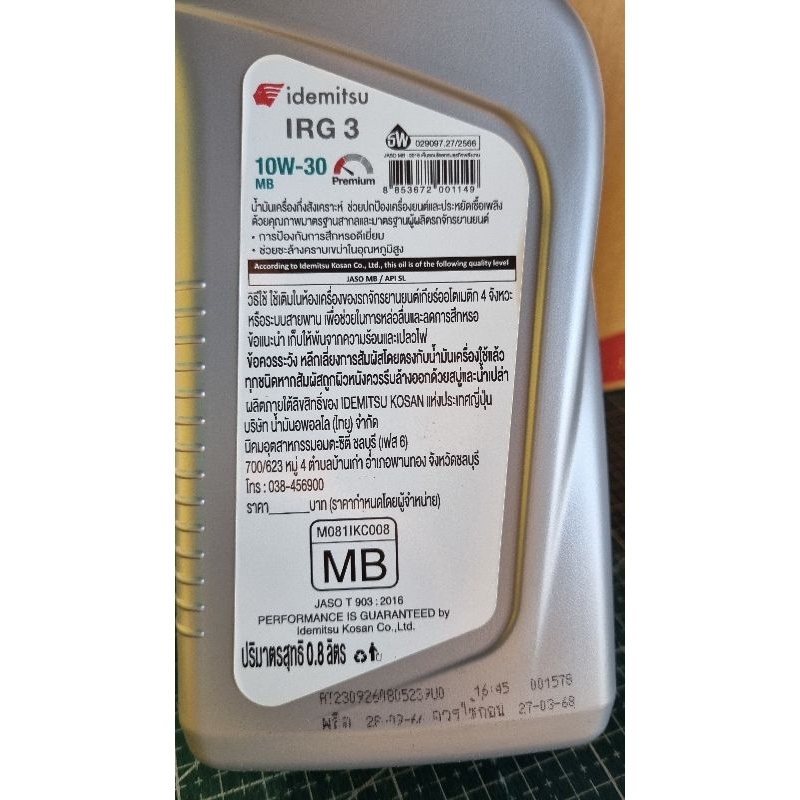 idemitsu
IRG 3
ธW 029097.27/2566
10W-30
MB
Premium
8 853672 001149
น้ำมันเครื่องกึ่งสังเคราะห์ ช่วยปกป้องเครื่องยนต์และประหยัดเชื้อเพลิง
ด้วยคุณภาพมาตรฐานสากลและมาตรฐานผู้ผลิตรถจักรยานยนต์
• การป้องกันการสึกหรอดีเยี่ยม
• ช่วยชะล้างคราบเขม่าในอุณหภูมิสูง
According to Idemitsu Kosan Co., Ltd., this oil is of the following quality level
JASO MB / API SL
วิธีใช้ ใช้เติมในห้องเครื่องของรถจักรยานยนต์เกียร์ออโตเมติก 4 จังหวะ
หรือระบบสายพาน เพื่อช่วยในการหล่อลื่นและลดการสึกหรอ
ข้อแนะนำ เก็บให้พ้นจากความร้อนและเปลวไฟ
ข้อควรระวัง หลีกเลี่ยงการสัมผัสโดยตรงกับน้ำมันเครื่องใช้แล้ว
ทุกชนิดหากสัมผัสถูกผิวหนังควรรีบล้างออกด้วยสบู่และน้ำเปล่า
ผลิตภายใต้ลิขสิทธิ์ของ IDEMITSU KOSAN แห่งประเทศญี่ปุ่น
บริษัท น้ำมันอพอลโล (ไทย) จำกัด
นิคมอุตสาหกรรมอมตะซิตี้ ชลบุรี (เฟส 6)
700/623 หมู่ 4 ตำบลบ้านเก่า อำเภอพานทอง จังหวัดชลบุรี
โทร : 038-456900
ราคา______บาท (ราคากำหนดโดยผู้จำหน่าย)
M081IKC008
MB
JASO T 903 : 2016
PERFORMANCE IS GUARANTEED by
Idemitsu Kosan Co.,Ltd.
ปริมาตรสุทธิ 0.8 ลิตร
16:45 001578
ผลิต ควรใช้ก่อน 27-03-68